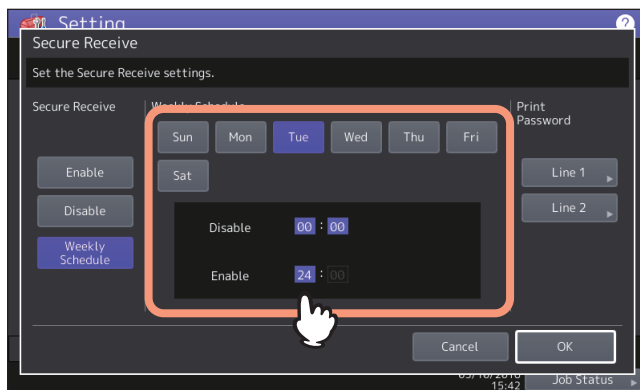 Setting
?
Secure Receive
Set the Secure Receive settings.
Secure Receive
Weekly Schedule
Print
Password
Sun Mon Tue Wed Thu Fri
Sat
Enable
Disable
Weekly
Schedule
Disable 00 : 00
Enable 24 : 00
Line 1
Line 2
Cancel OK
15:42 Job Status